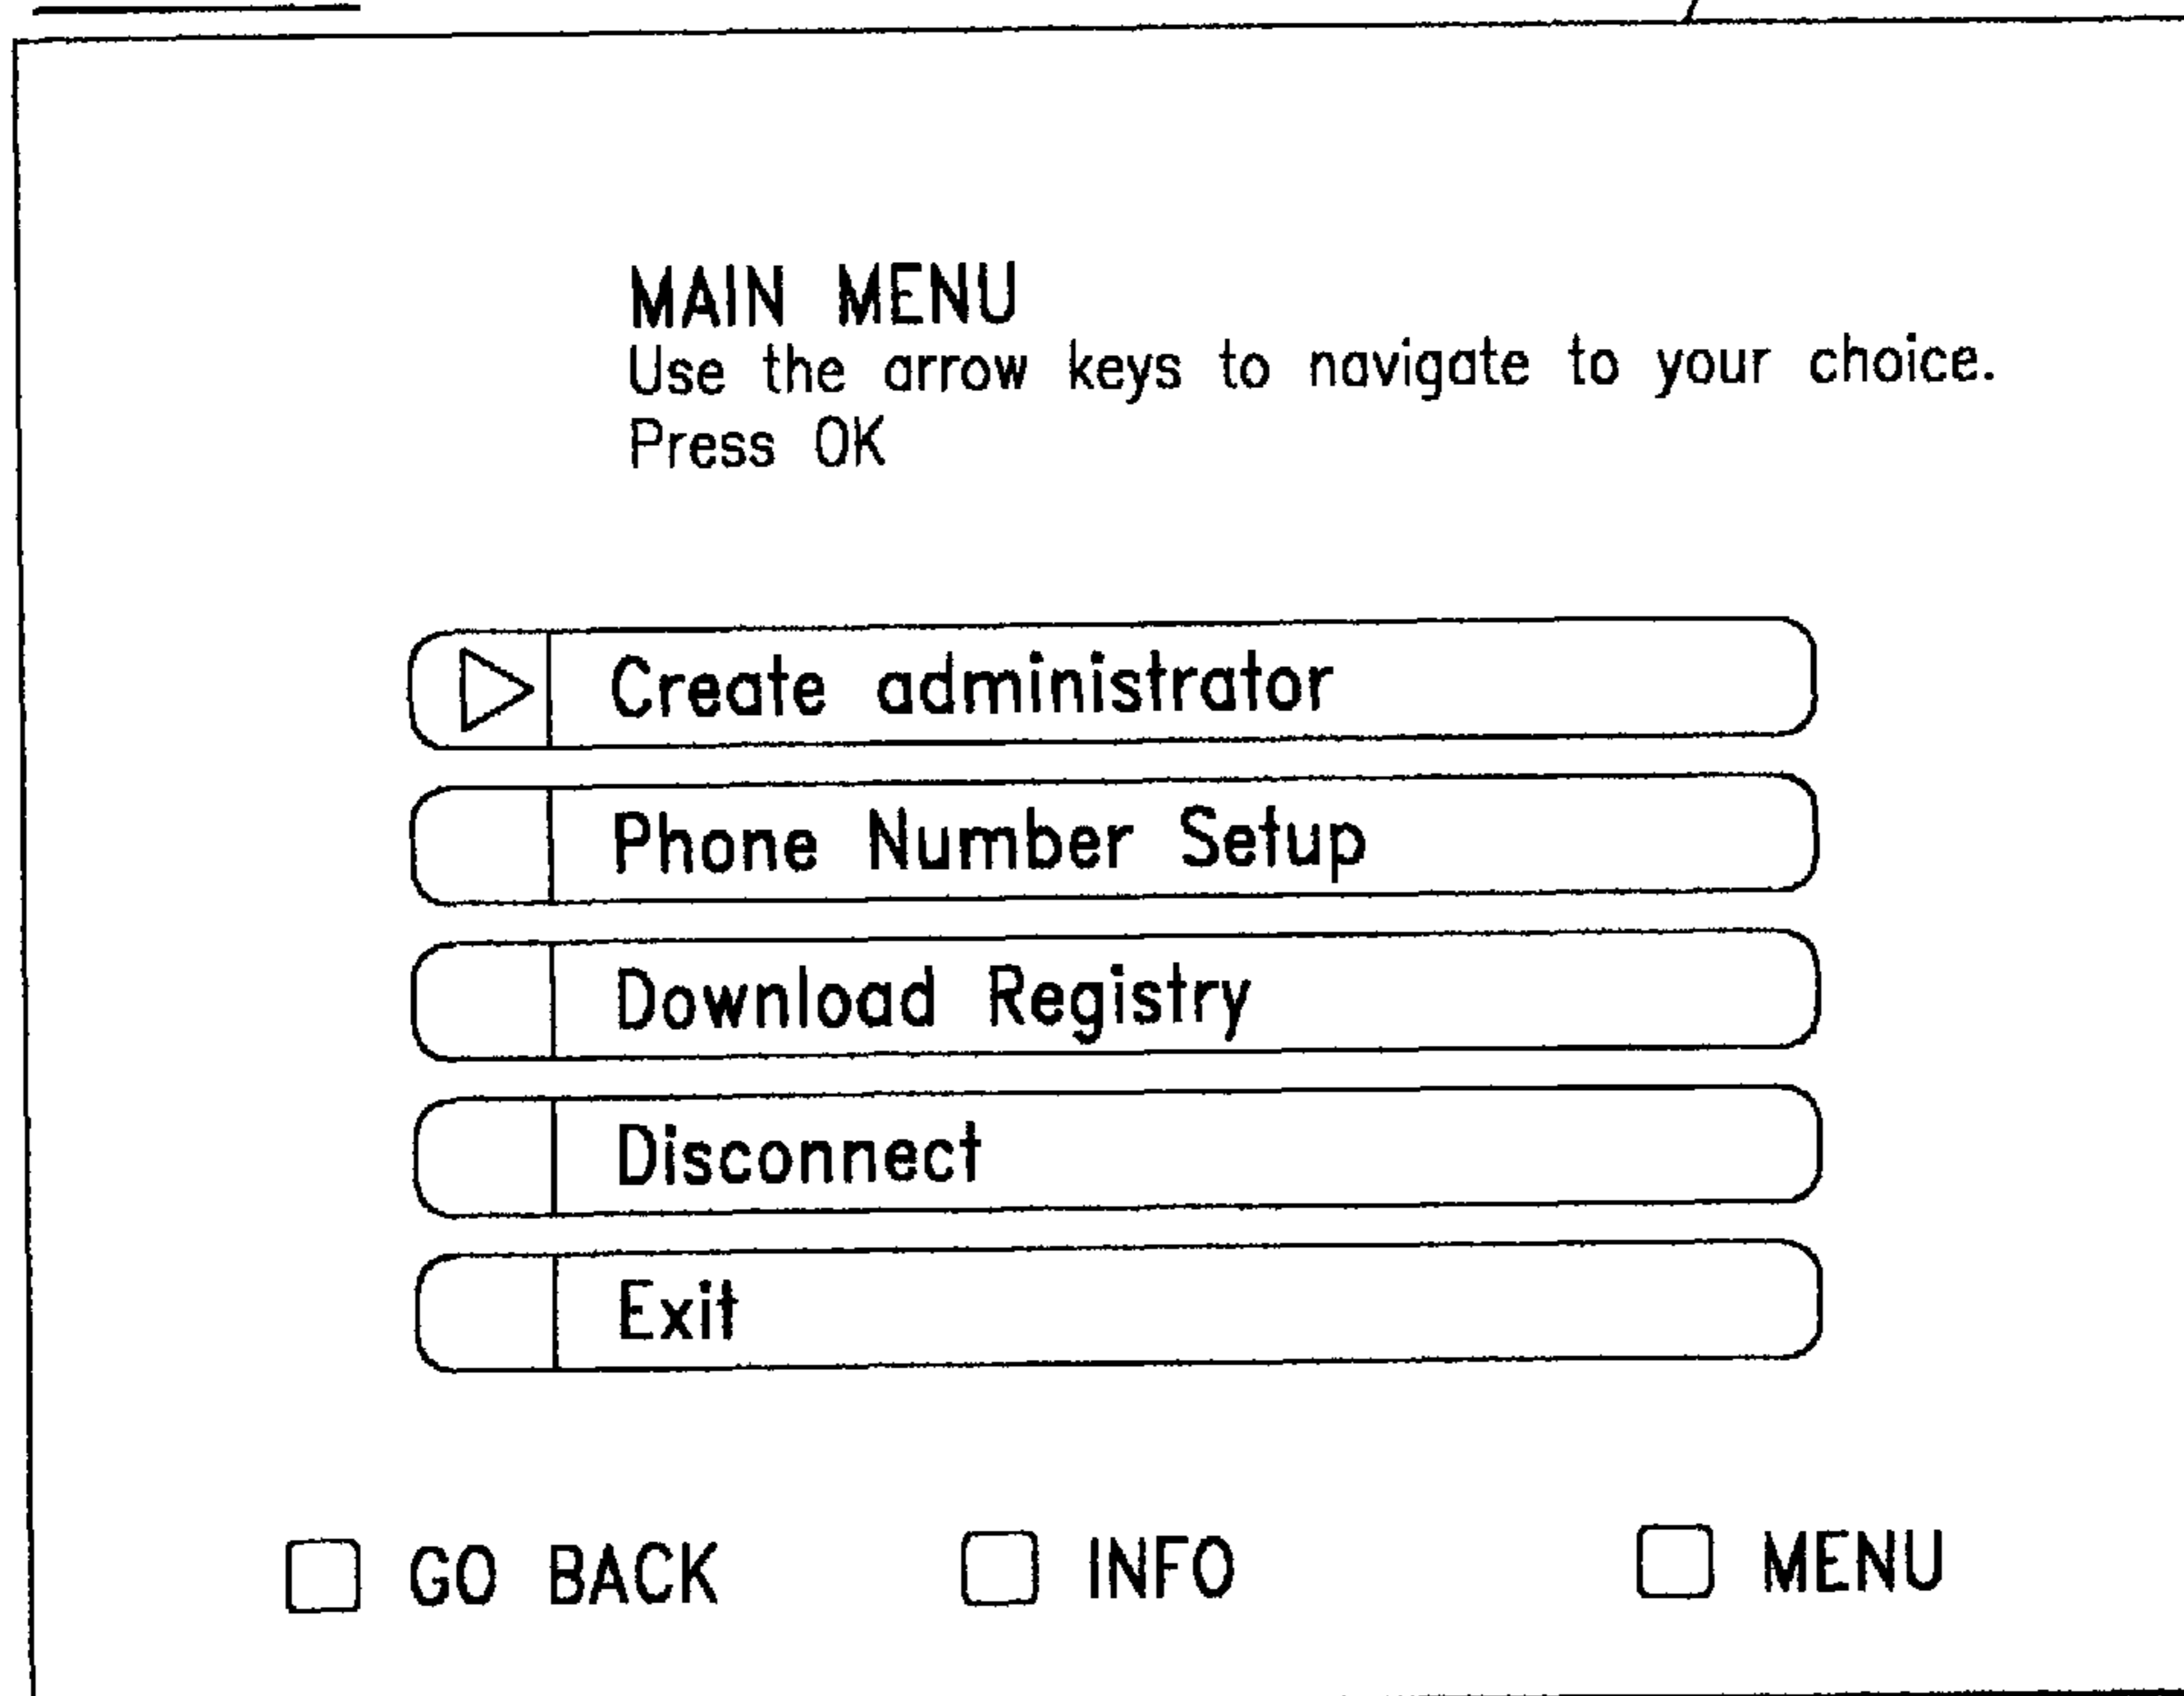 MAIN MENU
Use the arrow keys to navigate to your choice.
Press OK
Create administrator
Phone Number Setup
Download Registry
Disconnect
Exit
GO BACK INFO MENU